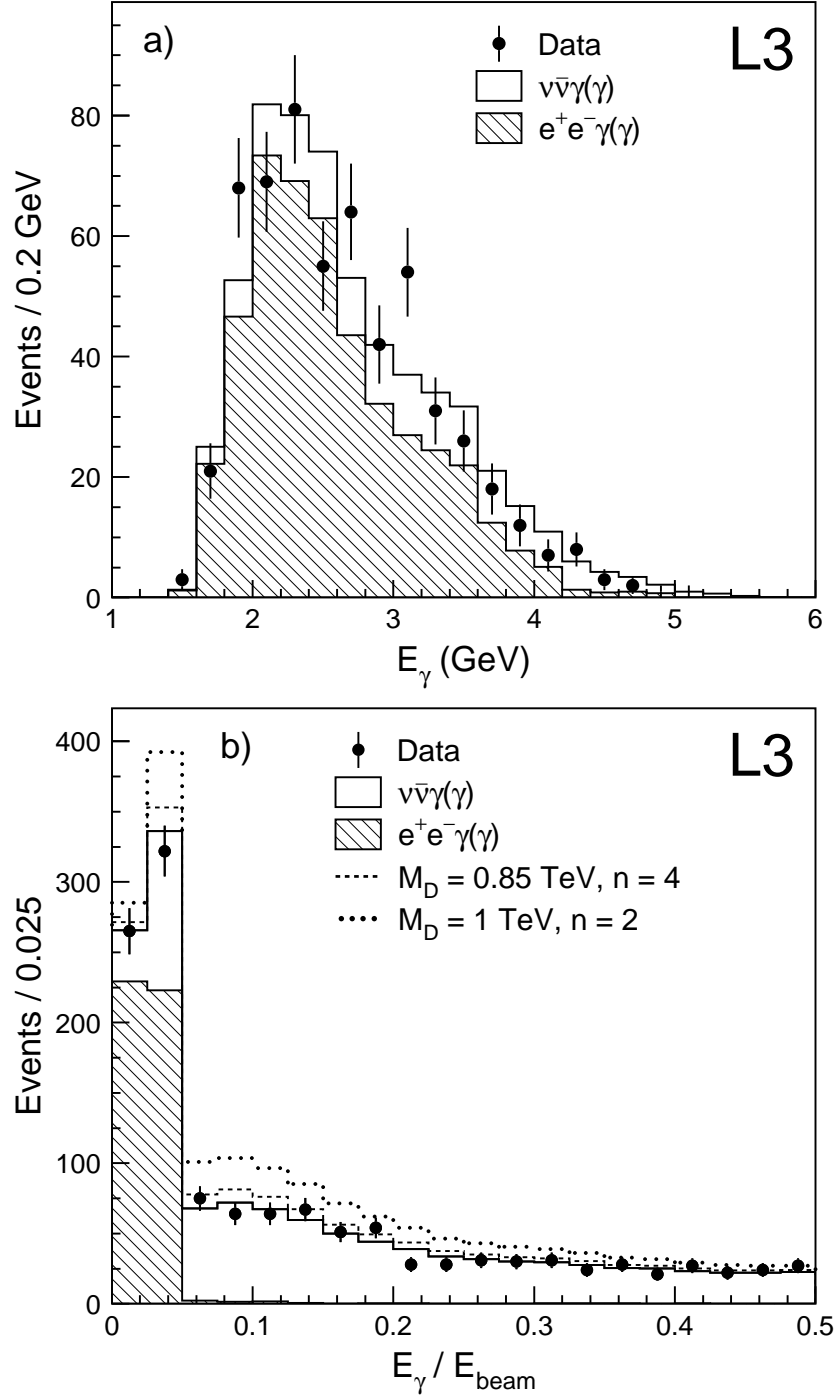 a)
L3
Data
νν̄γ(γ)
e⁺e⁻γ(γ)
Events / 0.2 GeV
80
60
40
20
0
1 2 3 4 5 6
E_γ (GeV)
b)
L3
Data
νν̄γ(γ)
e⁺e⁻γ(γ)
M_D = 0.85 TeV, n = 4
M_D = 1 TeV, n = 2
Events / 0.025
400
300
200
100
0
0 0.1 0.2 0.3 0.4 0.5
E_γ / E_beam